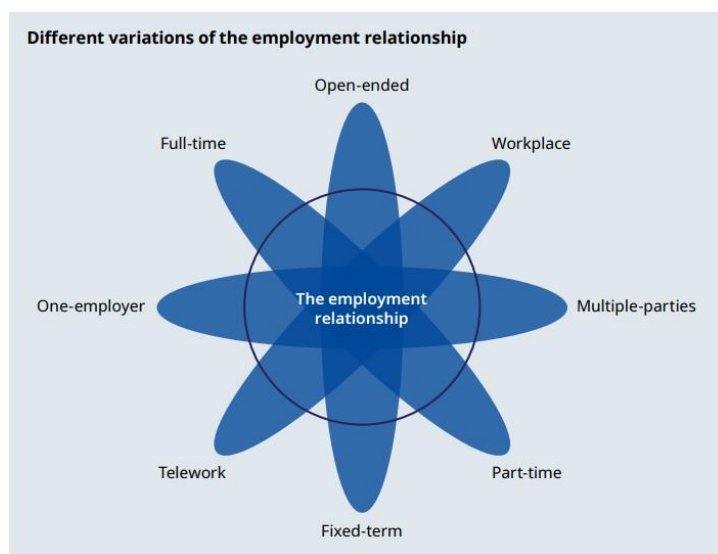 Different variations of the employment relationship
Open-ended
Full-time
Workplace
One-employer
The employment
relationship
Multiple-parties
Telework
Part-time
Fixed-term